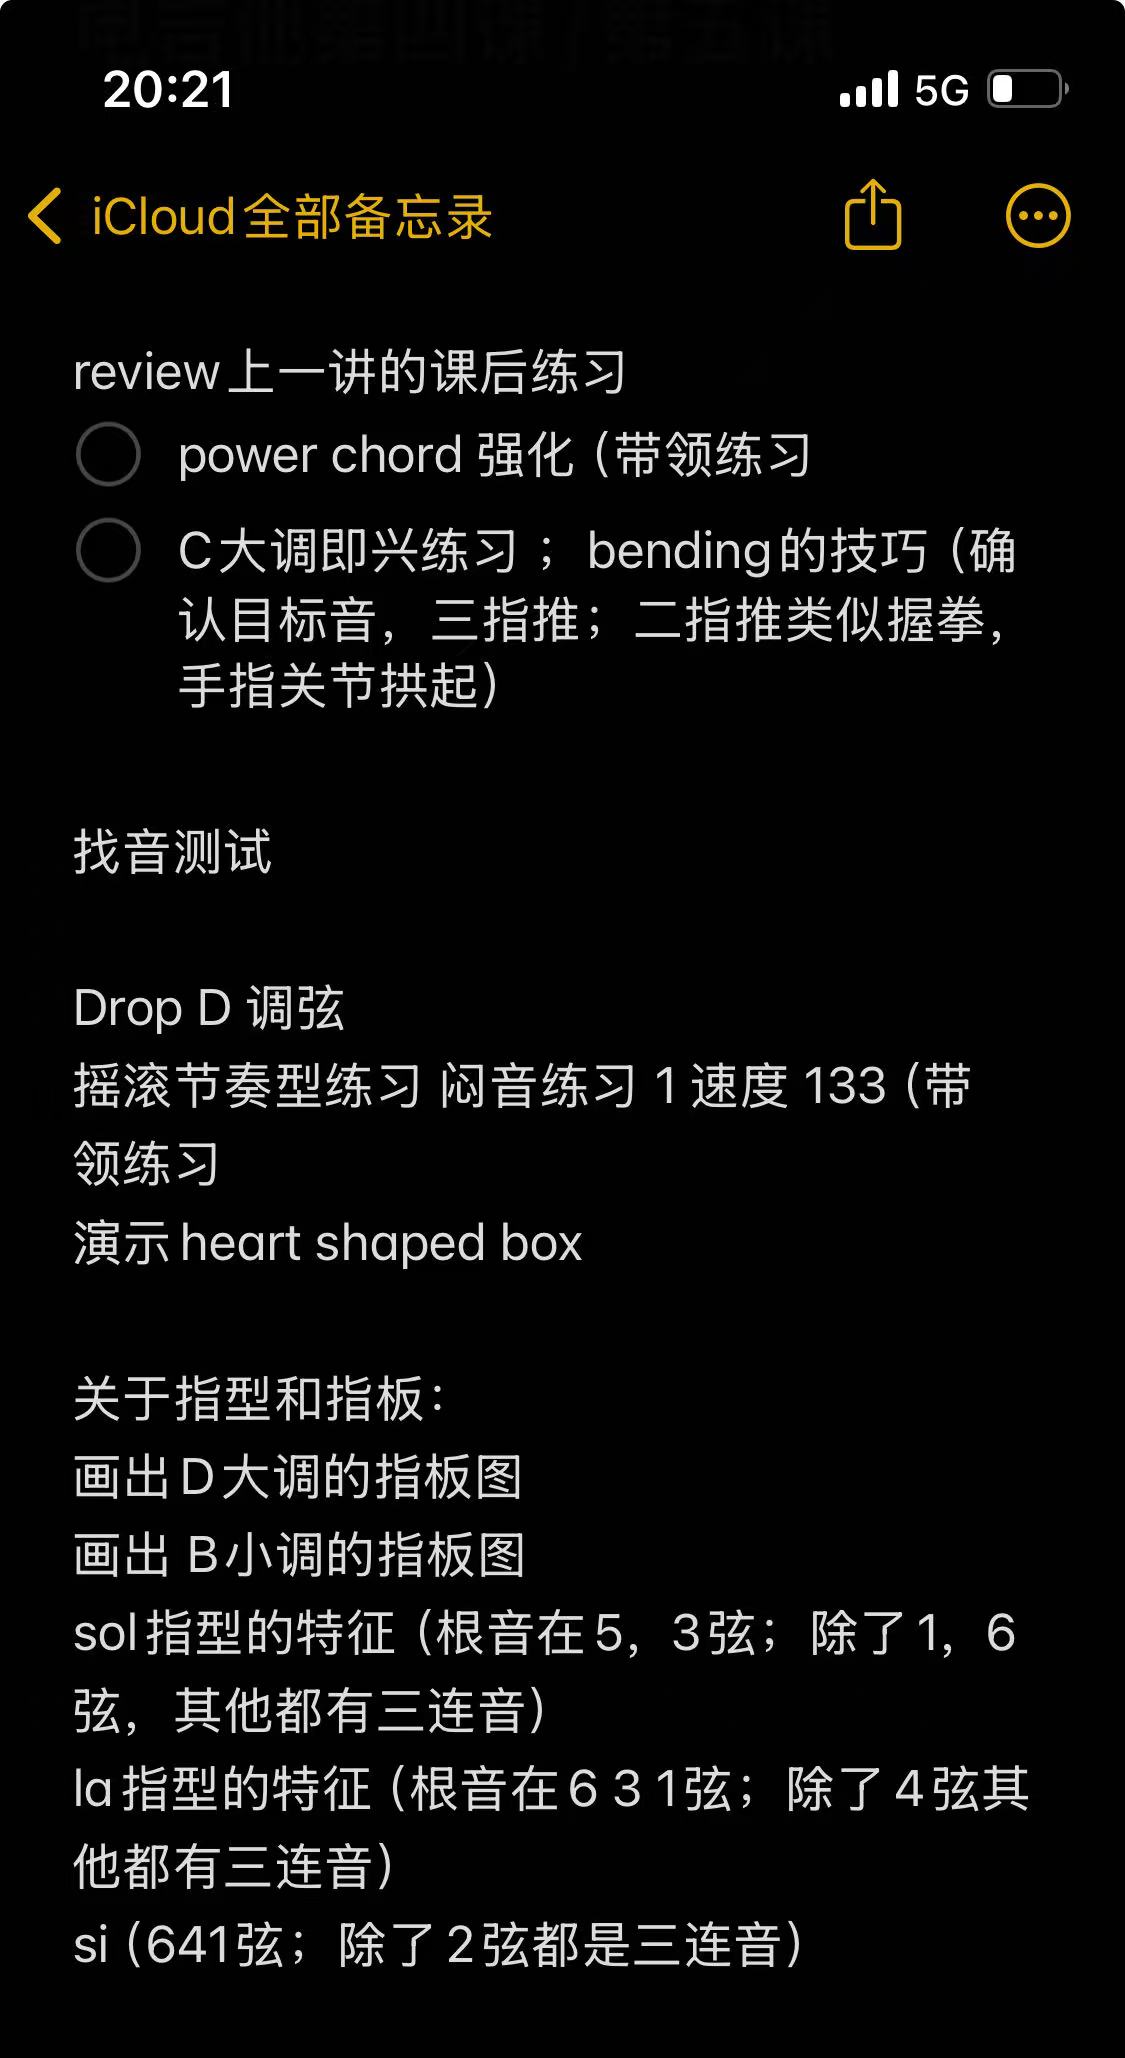 20:21
5G
iCloud全部备忘录
review上一讲的课后练习
power chord 强化（带领练习
C大调即兴练习 ；bending的技巧（确
认目标音，三指推；二指推类似握拳，
手指关节拱起）
找音测试
Drop D 调弦
摇滚节奏型练习 闷音练习 1 速度 133（带
领练习
演示heart shaped box
关于指型和指板：
画出D大调的指板图
画出 B小调的指板图
sol指型的特征（根音在5，3弦；除了1，6
弦，其他都有三连音）
la指型的特征（根音在6 3 1弦；除了4弦其
他都有三连音）
si（641弦；除了2弦都是三连音）